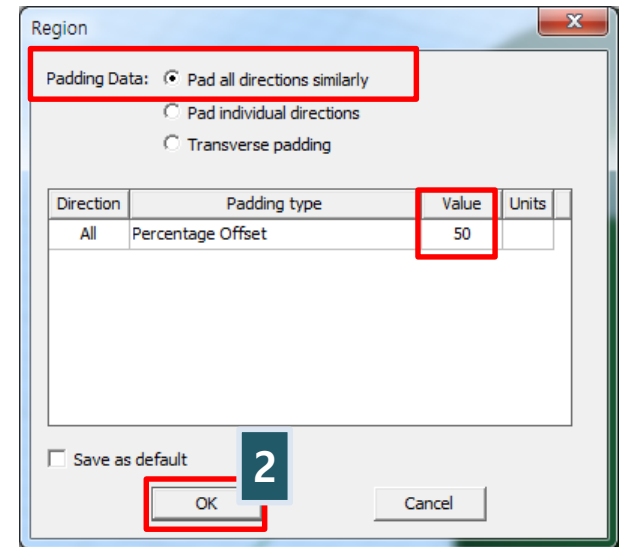 Region
Padding Data: Pad all directions similarly
Pad individual directions
Transverse padding
Direction Padding type Value Units
All Percentage Offset 50
Save as default
2
OK Cancel